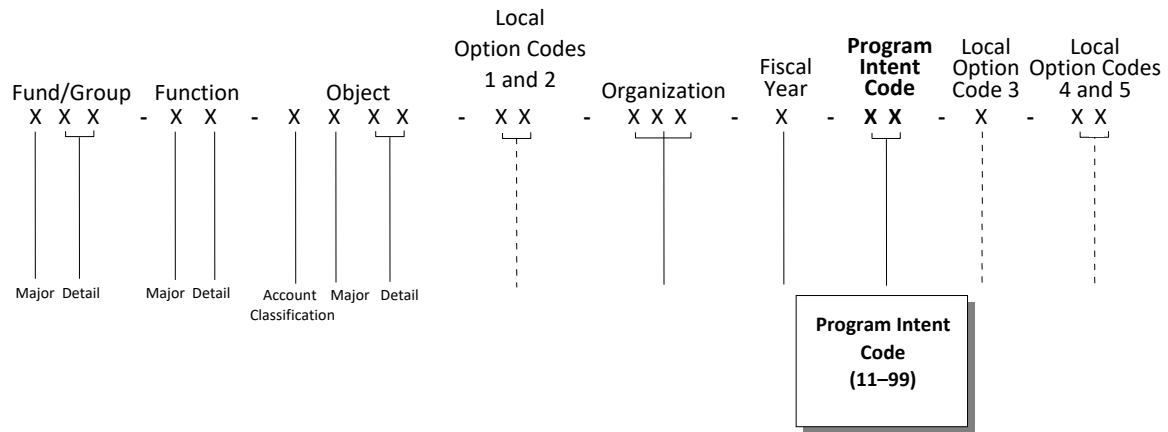 Local
Option Codes
1 and 2
Program
Intent
Code
Local
Option
Code 3
Local
Option Codes
4 and 5
Fiscal
Year
Fund/Group Function Object Organization
X X X - X X - X X X X - X X - X X X - X - X X - X - X X
Major Detail Major Detail Account Major Detail
Classification
Program Intent
Code
(11–99)